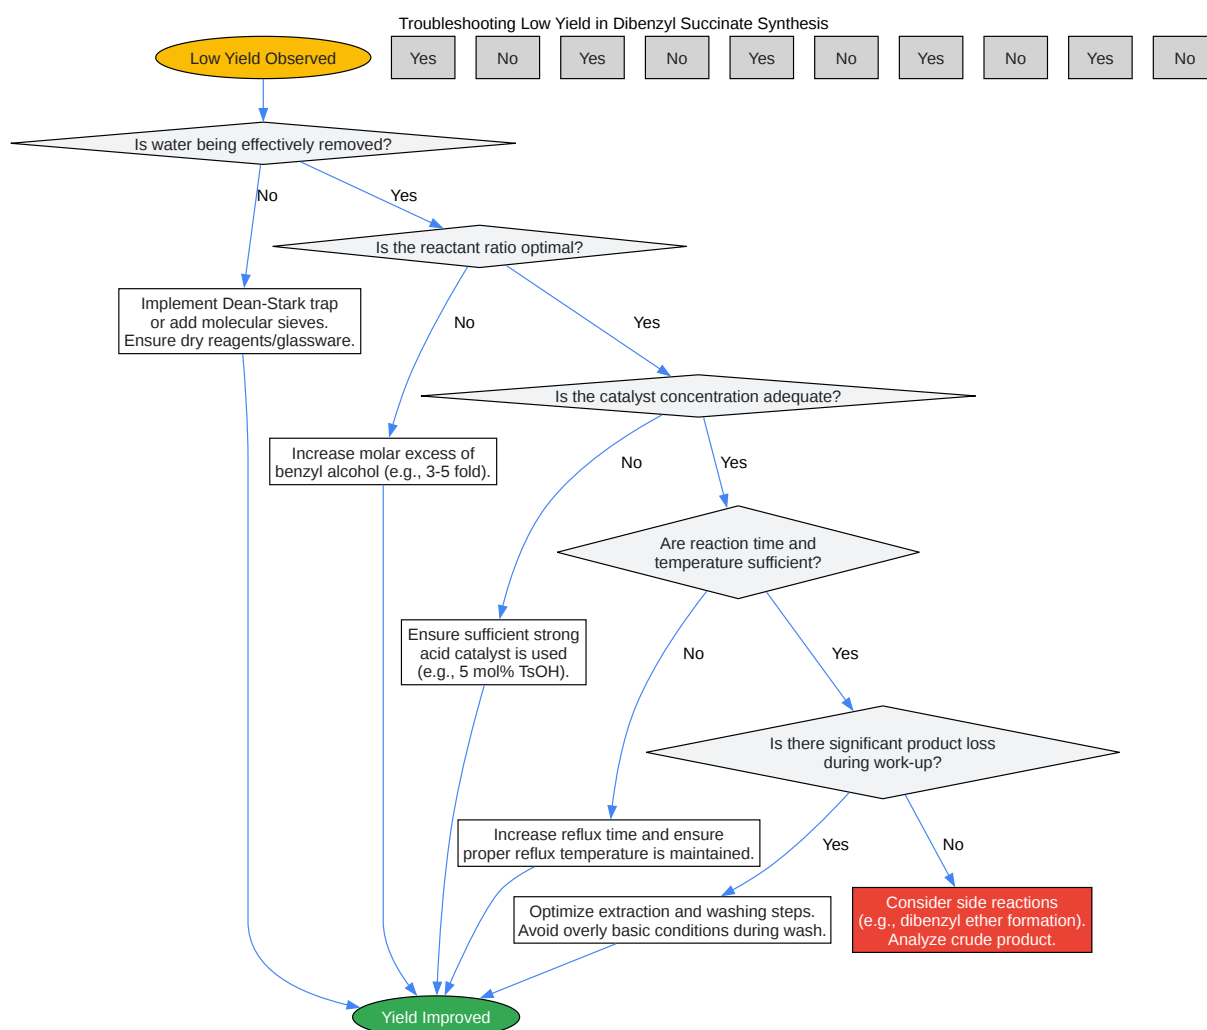 Troubleshooting Low Yield in Dibenzyl Succinate Synthesis
Low Yield Observed
Yes
No
Yes
No
Yes
No
Yes
No
Yes
No
Is water being effectively removed?
No
Yes
Is the reactant ratio optimal?
Implement Dean-Stark trap
or add molecular sieves.
Ensure dry reagents/glassware.
No
Yes
Is the catalyst concentration adequate?
Increase molar excess of
benzyl alcohol (e.g., 3-5 fold).
No
Yes
Are reaction time and
temperature sufficient?
Ensure sufficient strong
acid catalyst is used
(e.g., 5 mol% TsOH).
No
Yes
Is there significant product loss
during work-up?
Increase reflux time and ensure
proper reflux temperature is maintained.
Yes
No
Optimize extraction and washing steps.
Avoid overly basic conditions during wash.
Consider side reactions
(e.g., dibenzyl ether formation).
Analyze crude product.
Yield Improved